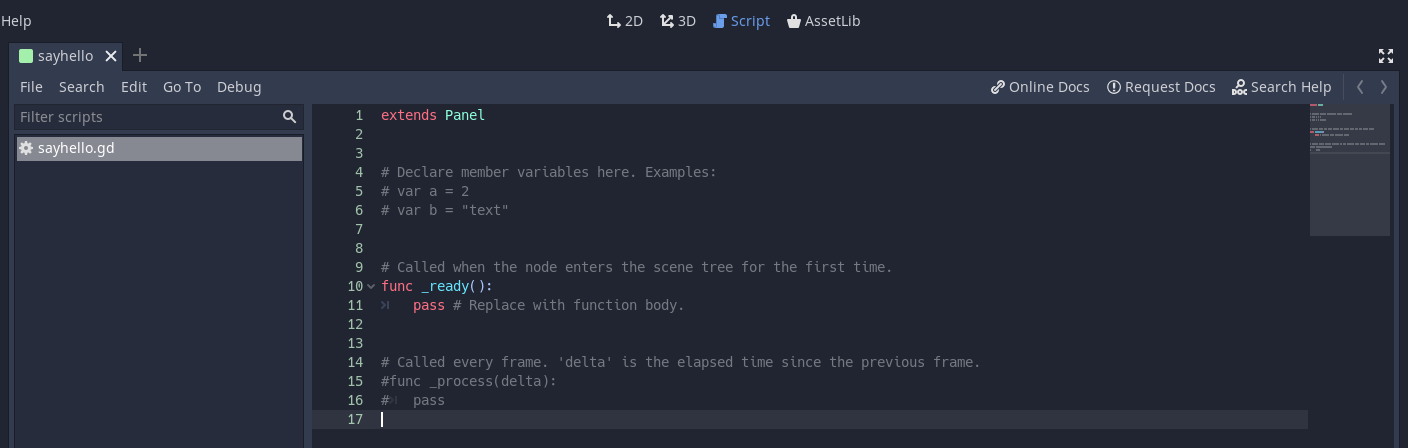 Help 2D 3D Script AssetLib
sayhello
File Search Edit Go To Debug Online Docs Request Docs Search Help
Filter scripts
sayhello.gd
1 extends Panel
2
3
4 # Declare member variables here. Examples:
5 # var a = 2
6 # var b = "text"
7
8
9 # Called when the node enters the scene tree for the first time.
10 func _ready():
11 pass # Replace with function body.
12
13
14 # Called every frame. 'delta' is the elapsed time since the previous frame.
15 #func _process(delta):
16 # pass
17